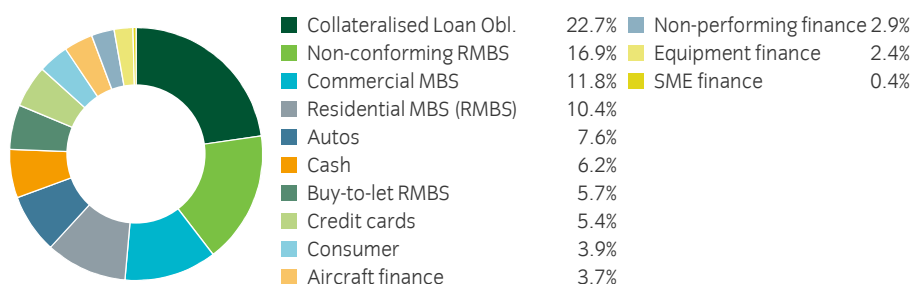 Collateralised Loan Obl. 22.7%
Non-conforming RMBS 16.9%
Commercial MBS 11.8%
Residential MBS (RMBS) 10.4%
Autos 7.6%
Cash 6.2%
Buy-to-let RMBS 5.7%
Credit cards 5.4%
Consumer 3.9%
Aircraft finance 3.7%
Non-performing finance 2.9%
Equipment finance 2.4%
SME finance 0.4%